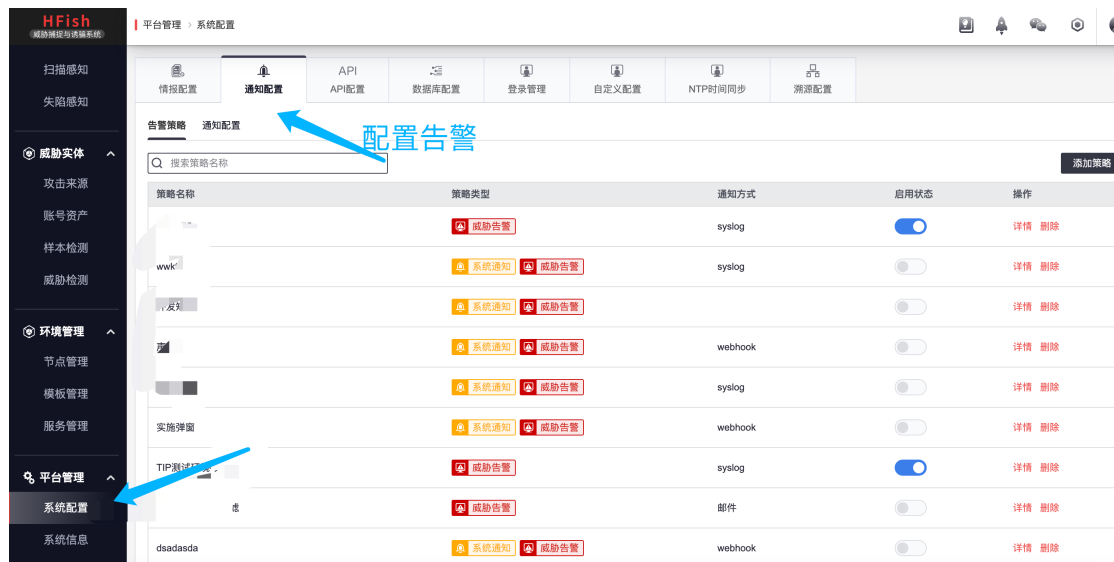 HFish
威胁捕捉与诱骗系统
平台管理 > 系统配置
扫描感知
失陷感知
威胁实体
攻击来源
账号资产
样本检测
威胁检测
环境管理
节点管理
模板管理
服务管理
平台管理
系统配置
系统信息
情报配置
通知配置
API
API配置
数据库配置
登录管理
自定义配置
NTP时间同步
溯源配置
告警策略 通知配置
配置告警
搜索策略名称
添加策略
策略名称 策略类型 通知方式 启用状态 操作
威胁告警 syslog 详情 删除
wwk 系统通知 威胁告警 syslog 详情 删除
系统通知 威胁告警 详情 删除
系统通知 威胁告警 webhook 详情 删除
系统通知 威胁告警 syslog 详情 删除
实施弹窗 系统通知 威胁告警 webhook 详情 删除
TIP测试 威胁告警 syslog 详情 删除
威胁告警 邮件 详情 删除
dsadasda 系统通知 威胁告警 webhook 详情 删除